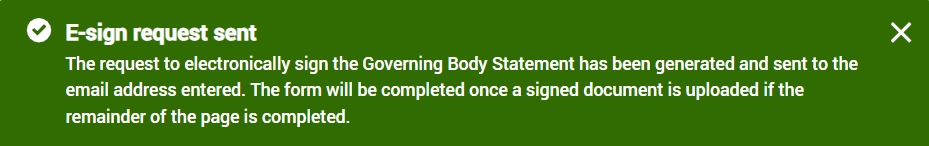 E-sign request sent
The request to electronically sign the Governing Body Statement has been generated and sent to the
email address entered. The form will be completed once a signed document is uploaded if the
remainder of the page is completed.